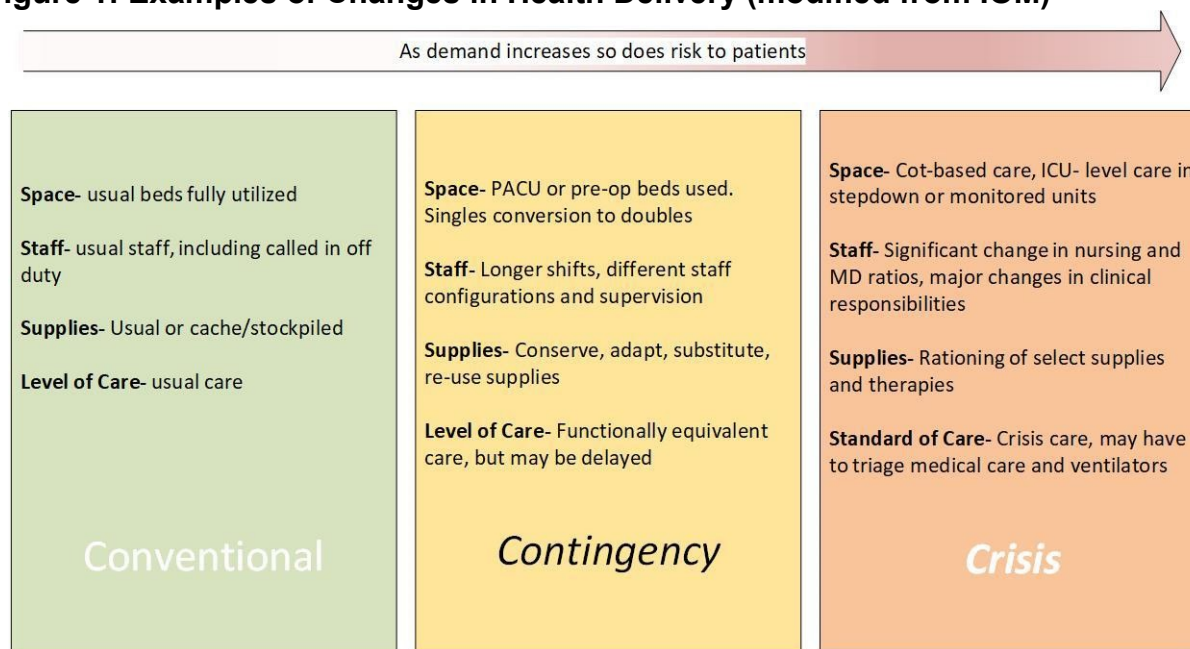 Figure 1: Examples of Changes in Health Delivery (modified from IOM)
As demand increases so does risk to patients
Space- usual beds fully utilized
Staff- usual staff, including called in off
duty
Supplies- Usual or cache/stockpiled
Level of Care- usual care
Conventional
Space- PACU or pre-op beds used.
Singles conversion to doubles
Staff- Longer shifts, different staff
configurations and supervision
Supplies- Conserve, adapt, substitute,
re-use supplies
Level of Care- Functionally equivalent
care, but may be delayed
Contingency
Space- Cot-based care, ICU- level care in
stepdown or monitored units
Staff- Significant change in nursing and
MD ratios, major changes in clinical
responsibilities
Supplies- Rationing of select supplies
and therapies
Standard of Care- Crisis care, may have
to triage medical care and ventilators
Crisis